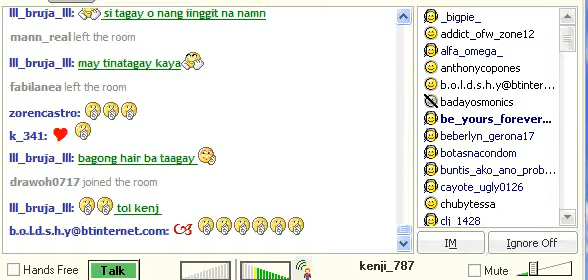 lll_bruja_lll: si tagay o nang iinggit na namn
mann_real left the room
lll_bruja_lll: may tinatagay kaya
fabilanea left the room
zorencastro:
k_341:
lll_bruja_lll: bagong hair ba taagay
drawoh0717 joined the room
lll_bruja_lll: tol kenj
b.o.l.d.s.h.y@btinternet.com:
_bigpie_
addict_ofw_zone12
alfa_omega_
anthonycopones
b.o.l.d.s.h.y@btinter...
badayosmonics
be_yours_forever...
beberlyn_gerona17
botasnacondom
buntis_ako_ano_prob...
cayote_ugly0126
chubytessa
clj_1428
IM
Ignore Off
Hands Free
Talk
kenji_787
Mute